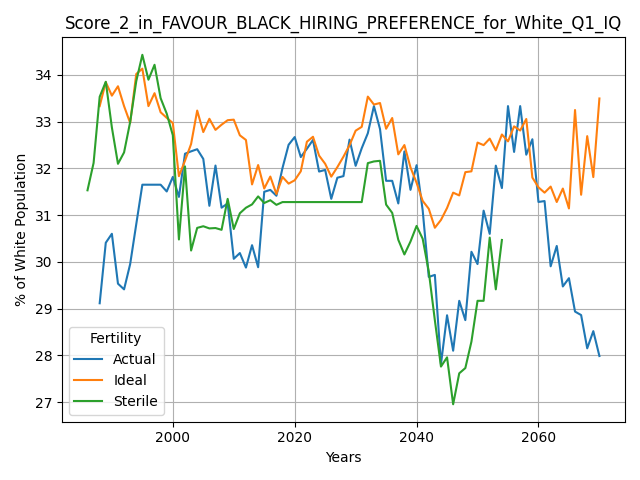 Score_2_in_FAVOUR_BLACK_HIRING_PREFERENCE_for_White_Q1_IQ
% of White Population
34
33
32
31
30
29
28
27
Fertility
Actual
Ideal
Sterile
2000
2020
2040
2060
Years